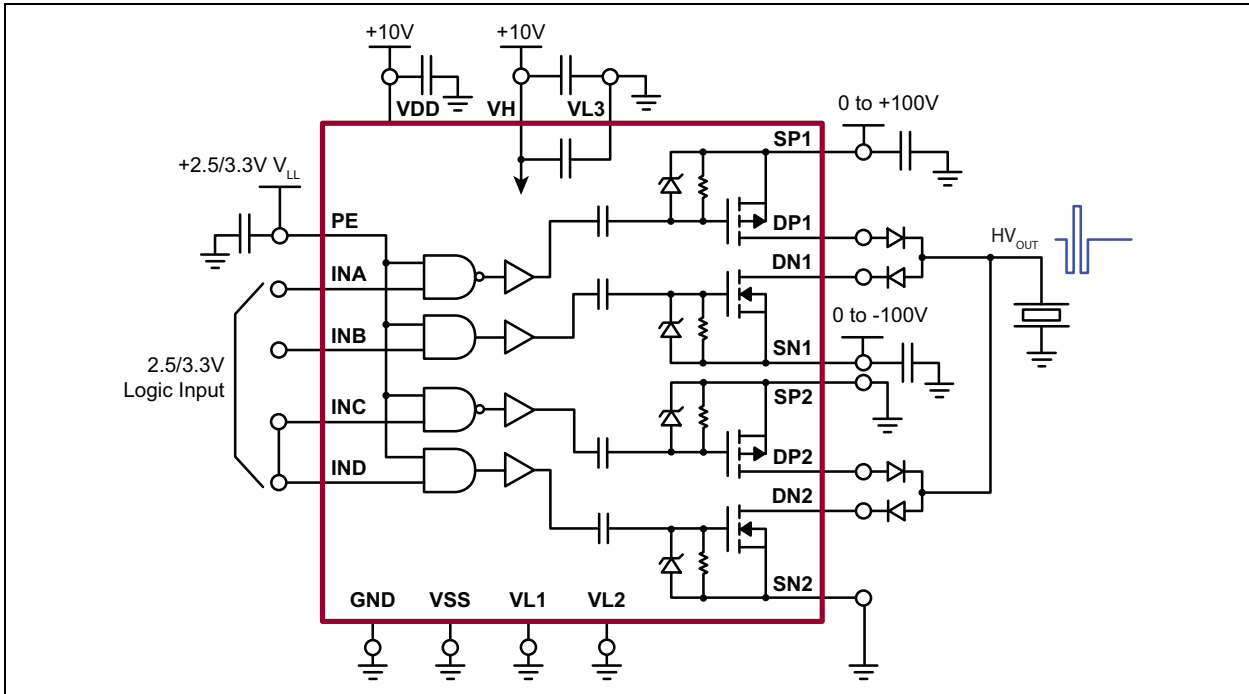 +10V
+10V
VDD
VH
VL3
0 to +100V
SP1
+2.5/3.3V VLL
PE
DP1
HVOUT
INA
DN1
0 to -100V
INB
SN1
2.5/3.3V
Logic Input
SP2
INC
DP2
IND
DN2
SN2
GND
VSS
VL1
VL2